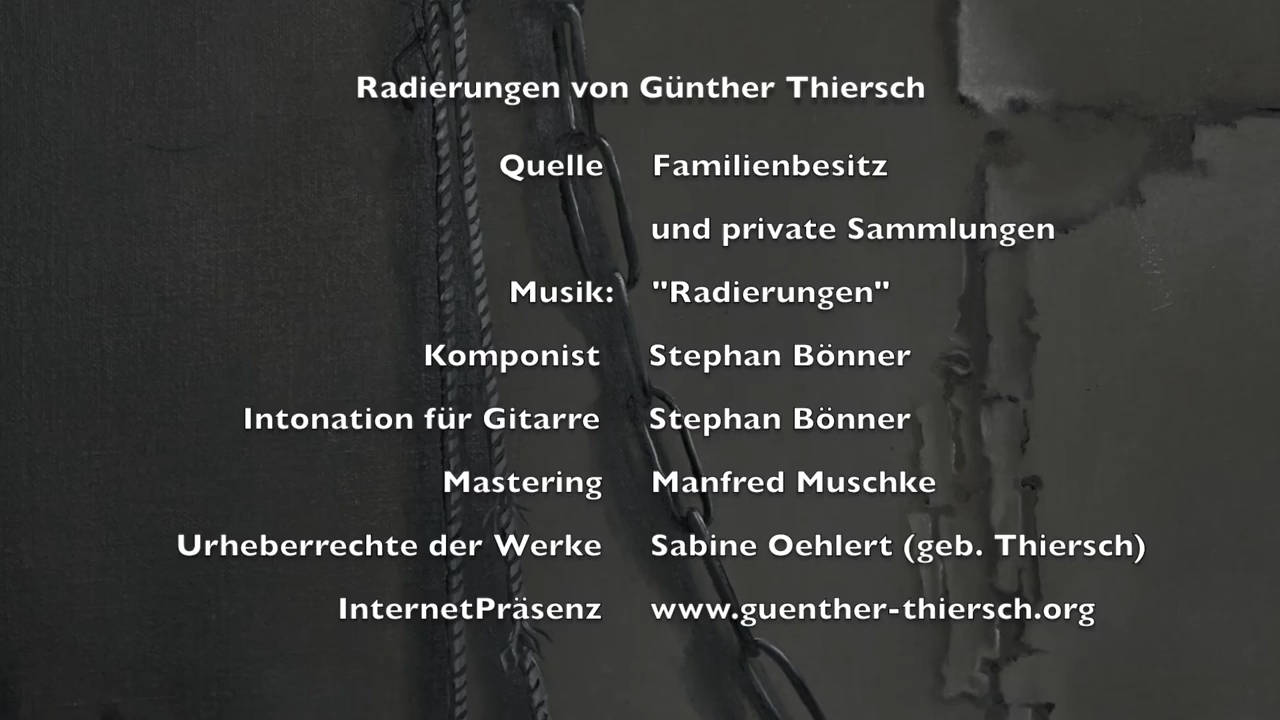 Radierungen von Günther Thiersch
Quelle Familienbesitz
und private Sammlungen
Musik: "Radierungen"
Komponist Stephan Bönner
Intonation für Gitarre Stephan Bönner
Mastering Manfred Muschke
Urheberrechte der Werke Sabine Oehlert (geb. Thiersch)
InternetPräsenz www.guenther-thiersch.org